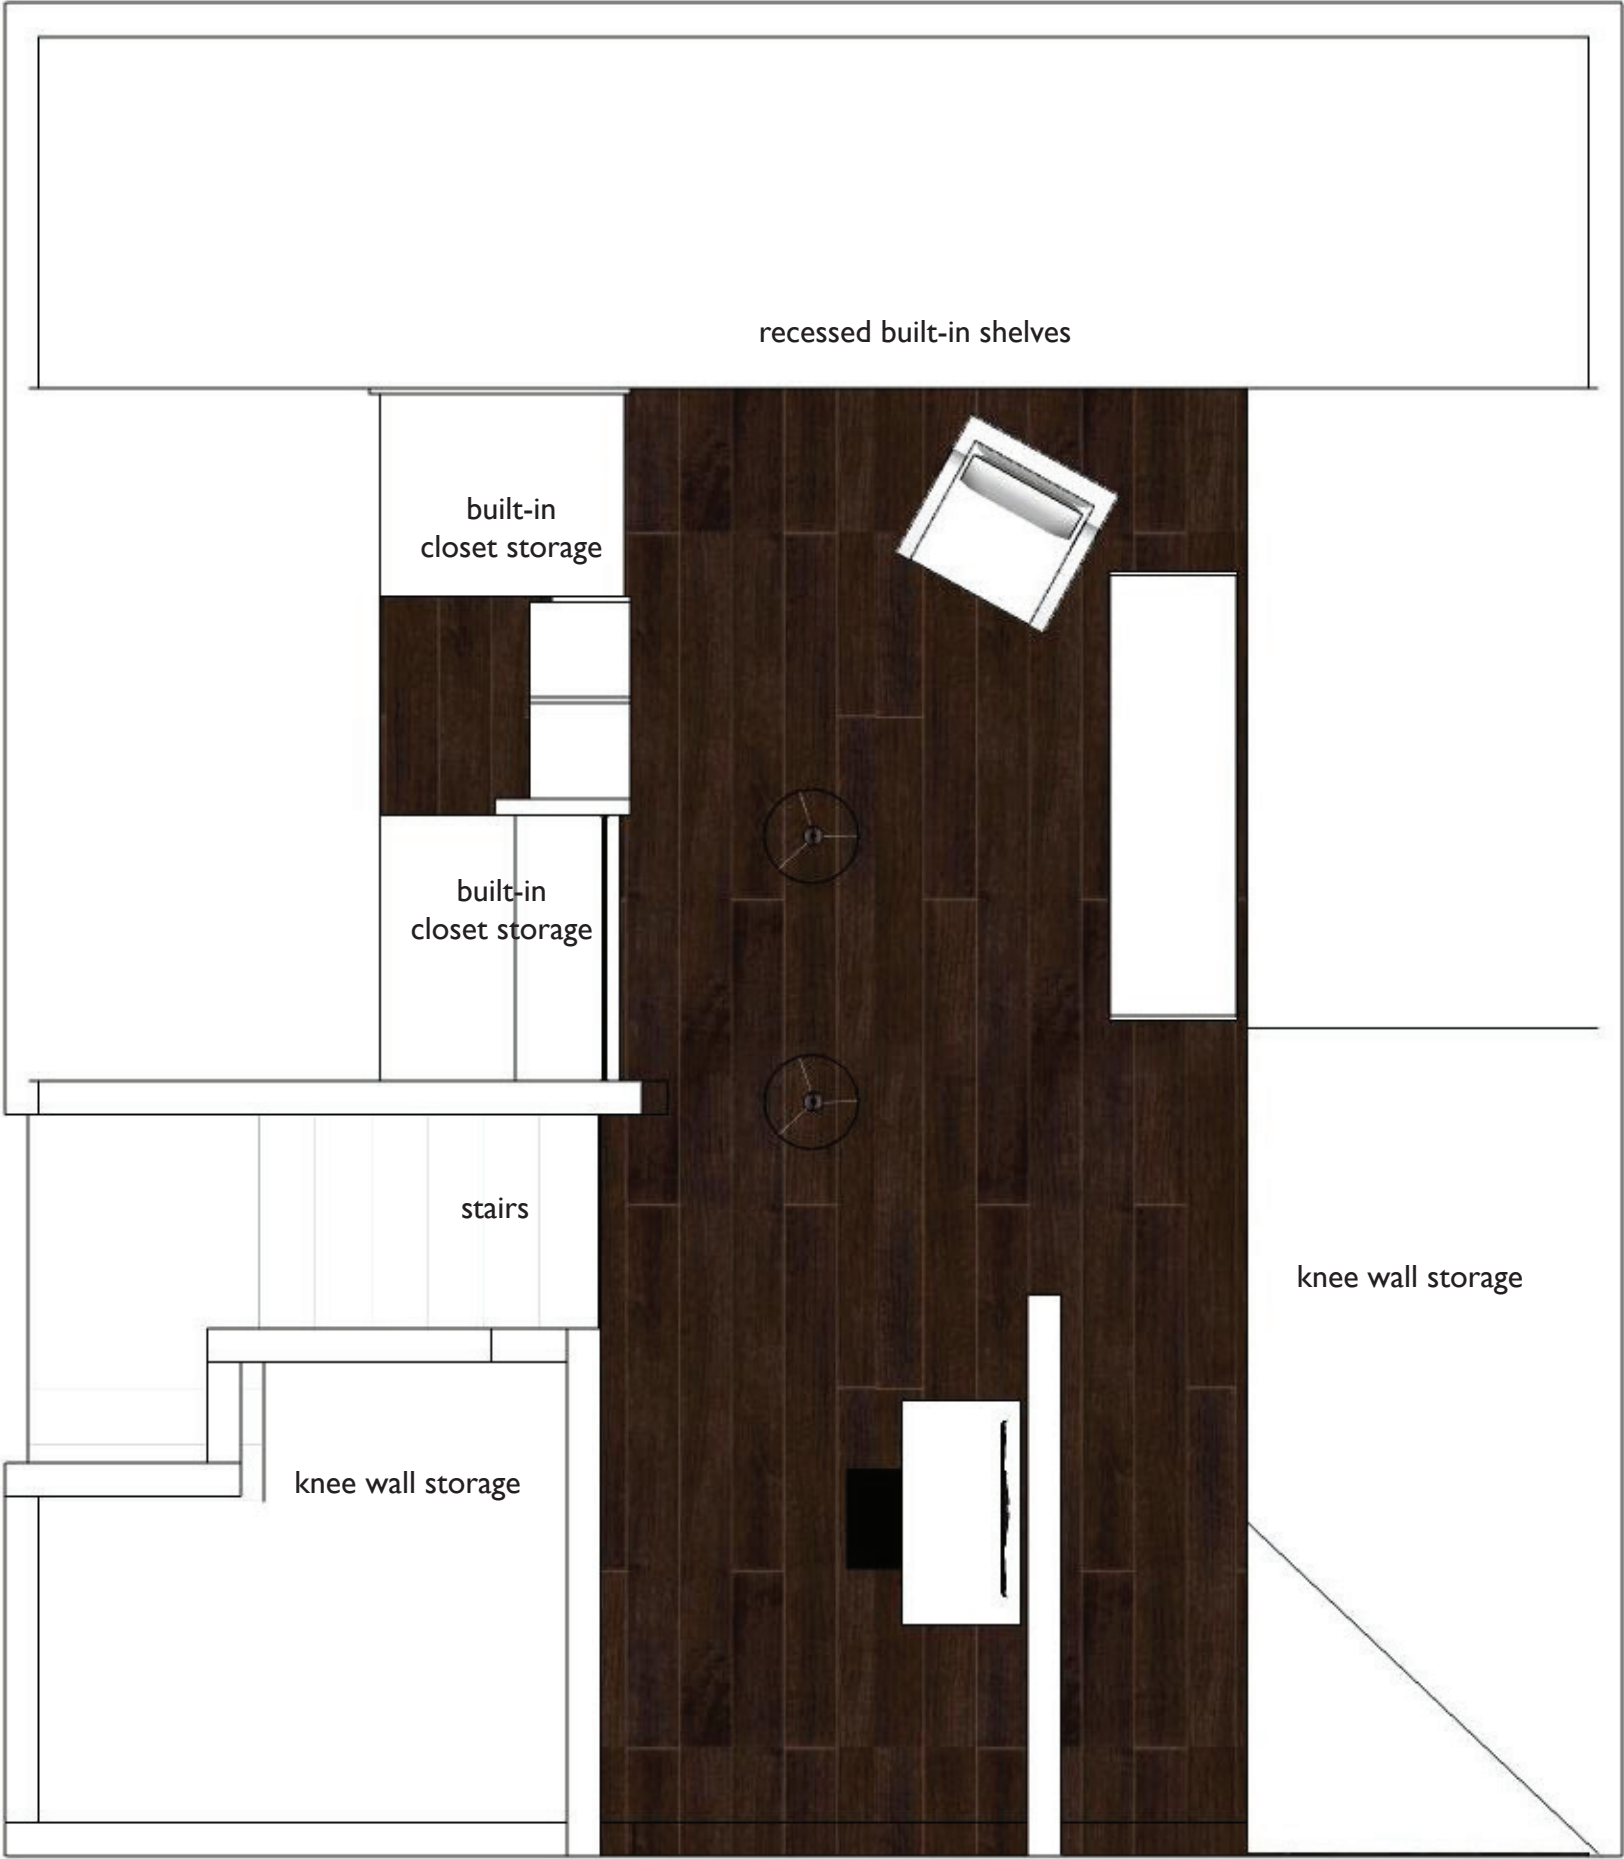 recessed built-in shelves
built-in
closet storage
built-in
closet storage
stairs
knee wall storage
knee wall storage